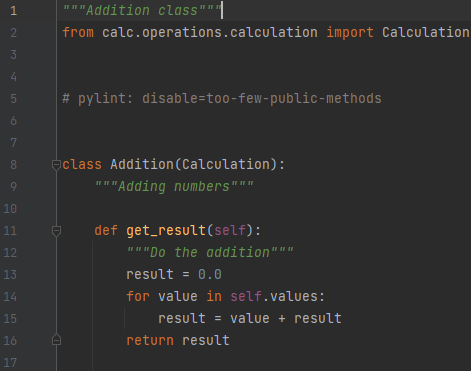 1 """Addition class"""
2 from calc.operations.calculation import Calculation
3
4
5 # pylint: disable=too-few-public-methods
6
7
8 class Addition(Calculation):
9     """Adding numbers"""
10
11     def get_result(self):
12         """Do the addition"""
13         result = 0.0
14         for value in self.values:
15             result = value + result
16         return result
17